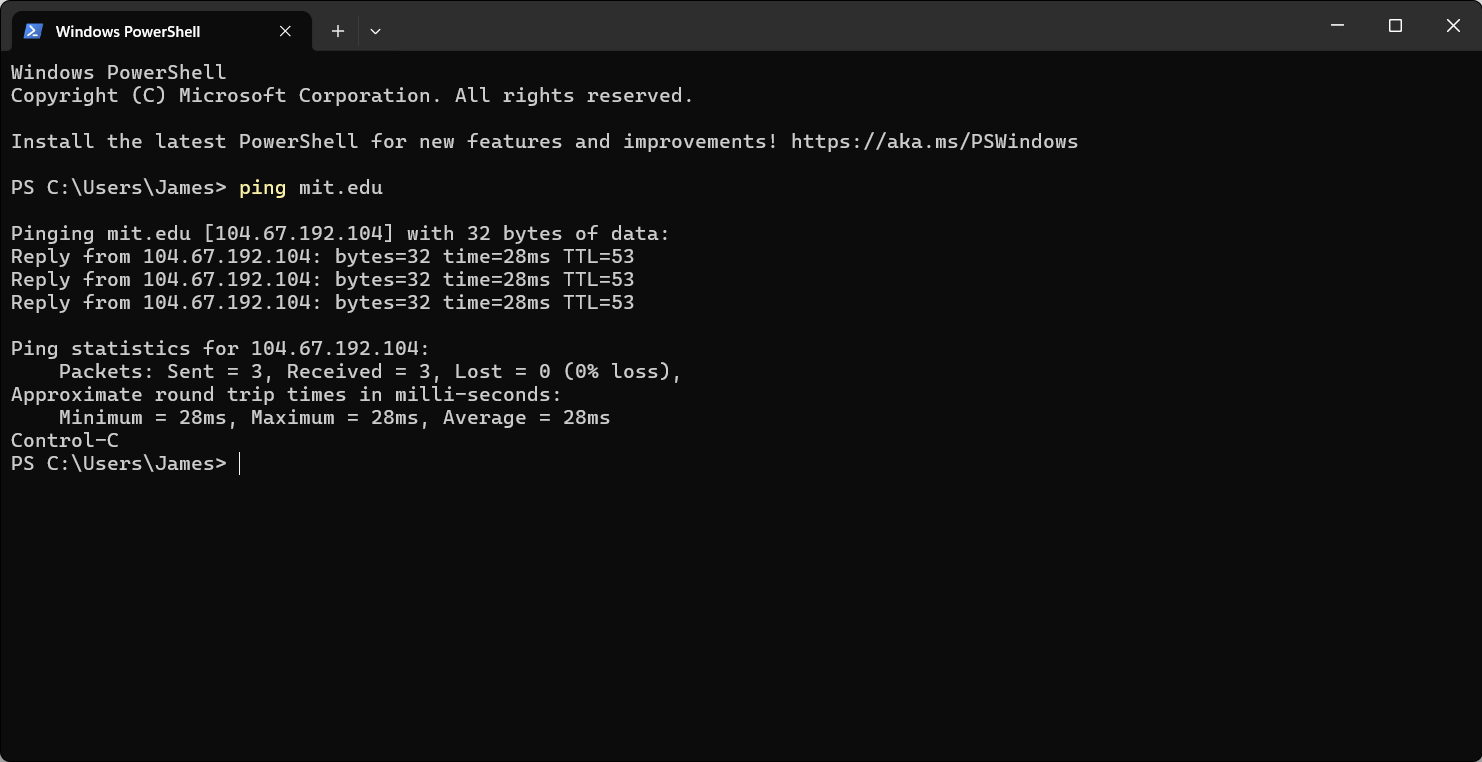 Windows PowerShell
Windows PowerShell
Copyright (C) Microsoft Corporation. All rights reserved.
Install the latest PowerShell for new features and improvements! https://aka.ms/PSWindows
PS C:\Users\James> ping mit.edu
Pinging mit.edu [104.67.192.104] with 32 bytes of data:
Reply from 104.67.192.104: bytes=32 time=28ms TTL=53
Reply from 104.67.192.104: bytes=32 time=28ms TTL=53
Reply from 104.67.192.104: bytes=32 time=28ms TTL=53
Ping statistics for 104.67.192.104:
    Packets: Sent = 3, Received = 3, Lost = 0 (0% loss),
Approximate round trip times in milli-seconds:
    Minimum = 28ms, Maximum = 28ms, Average = 28ms
Control-C
PS C:\Users\James>